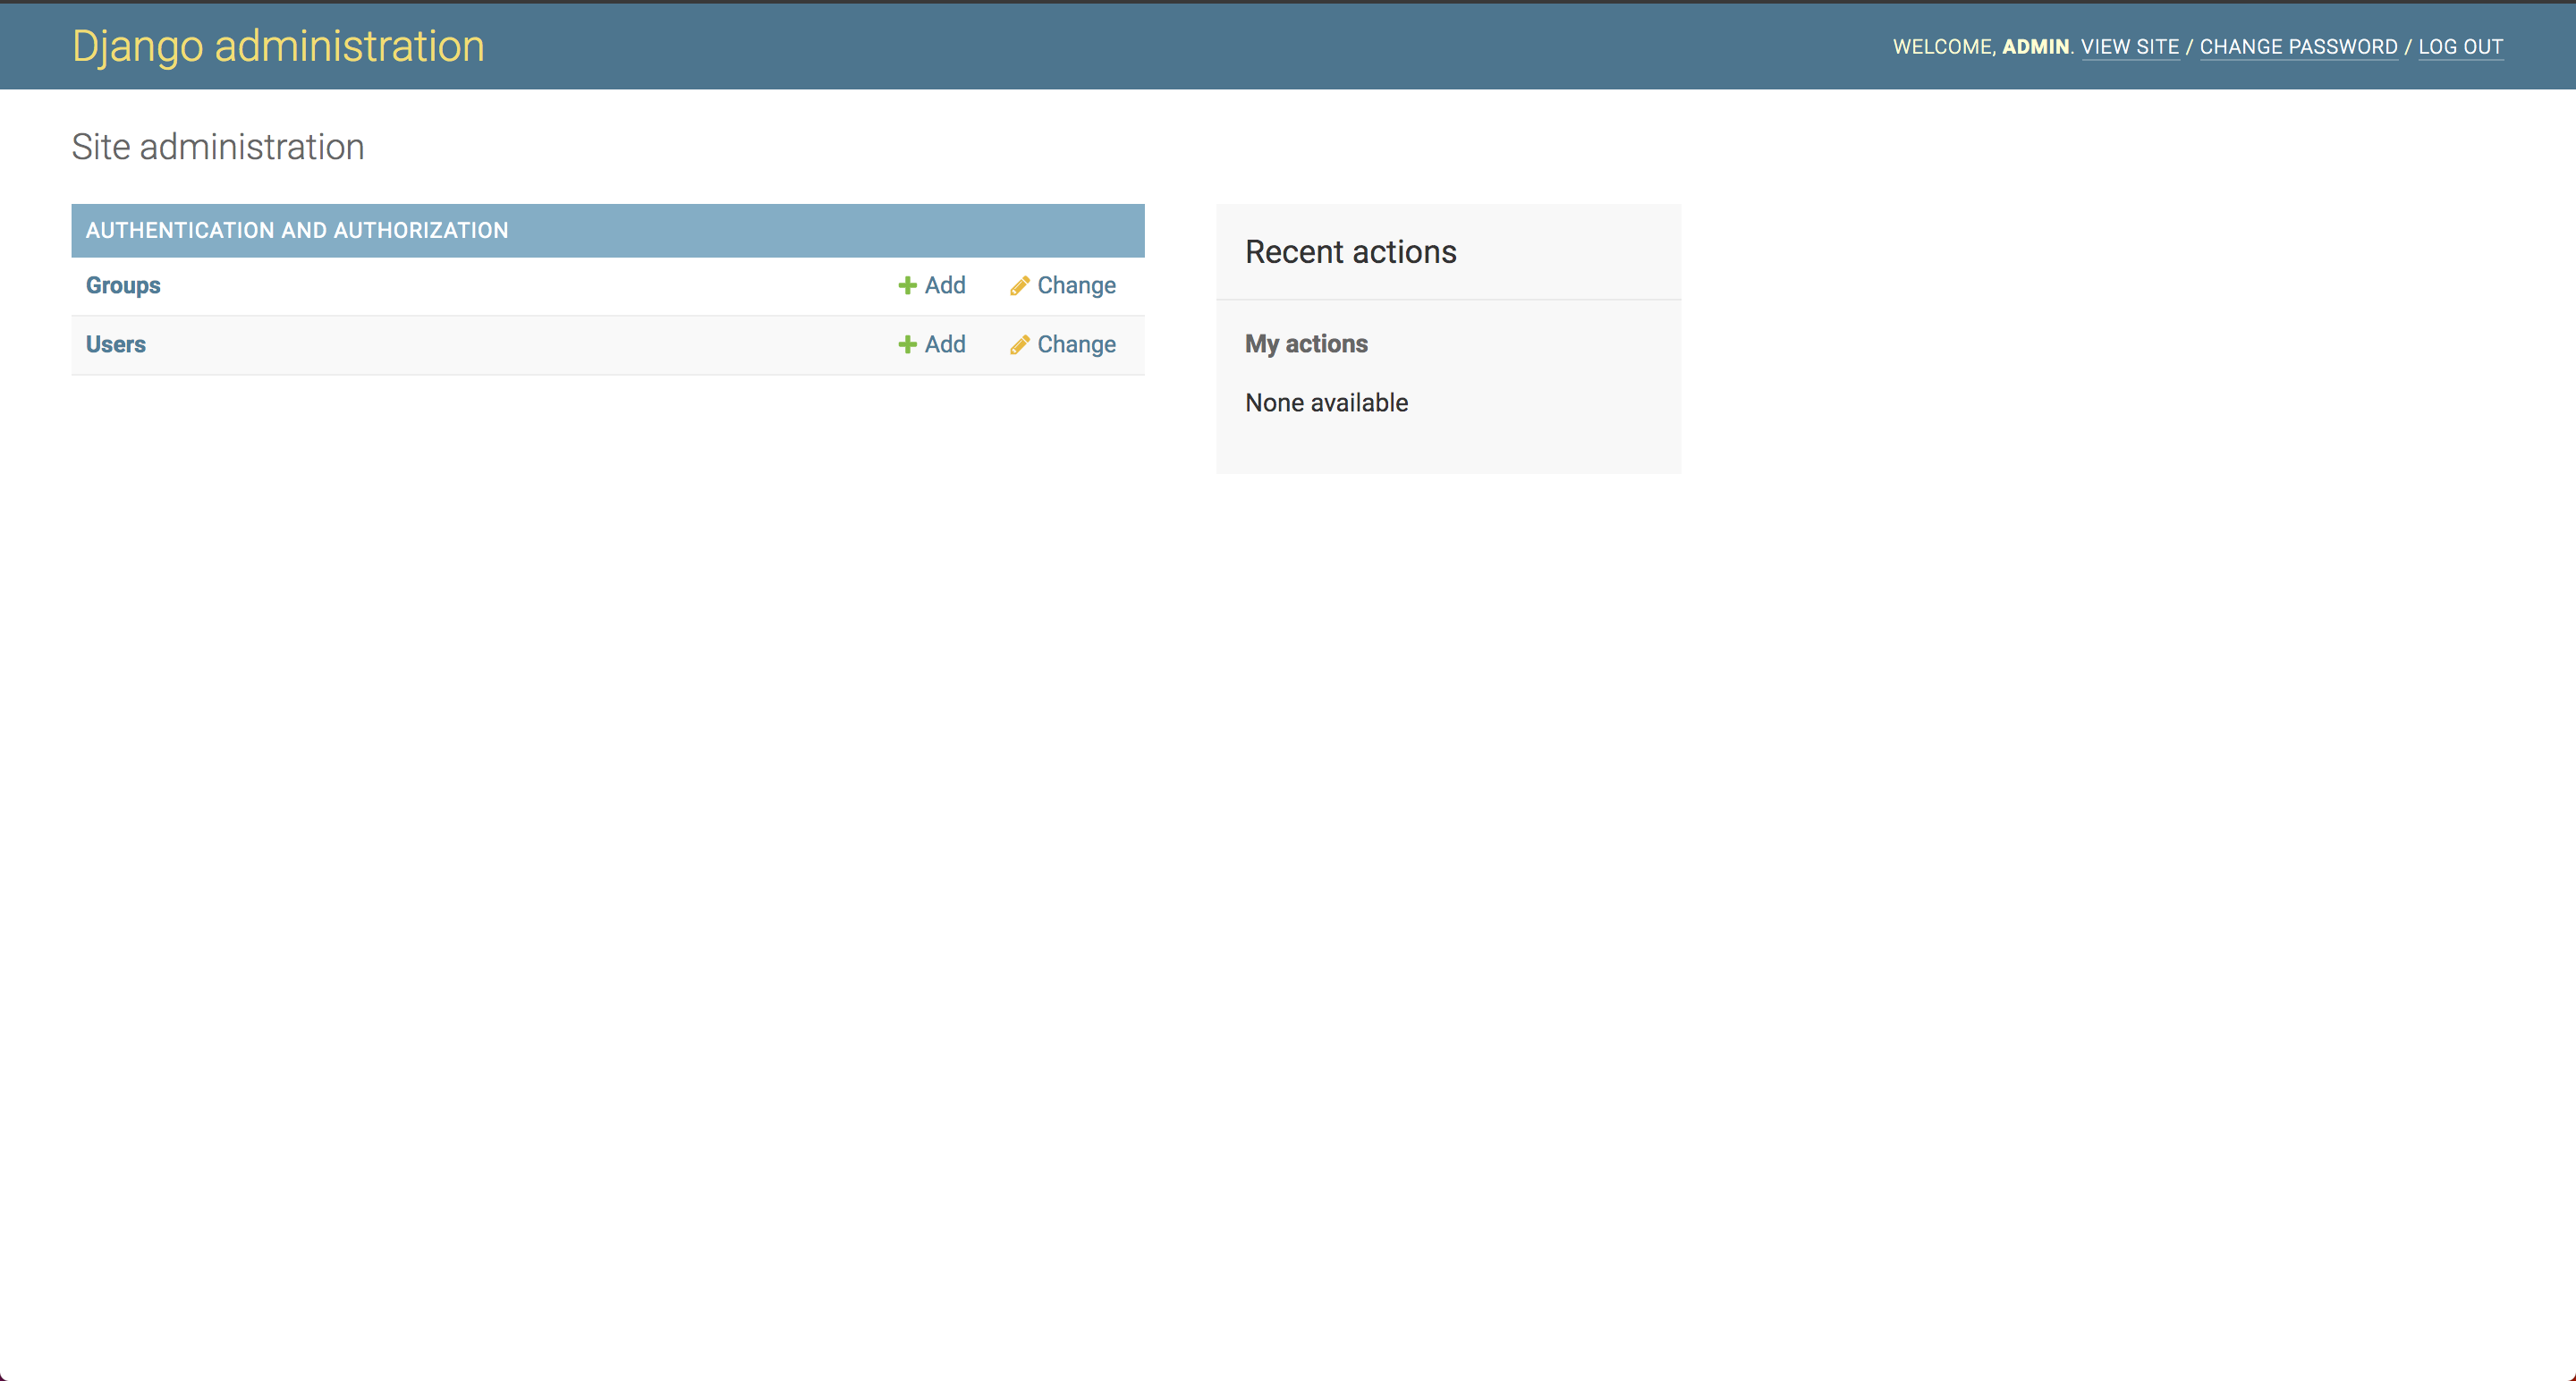 Django administration
WELCOME, ADMIN. VIEW SITE / CHANGE PASSWORD / LOG OUT
Site administration
AUTHENTICATION AND AUTHORIZATION
Groups Add Change
Users Add Change
Recent actions
My actions
None available